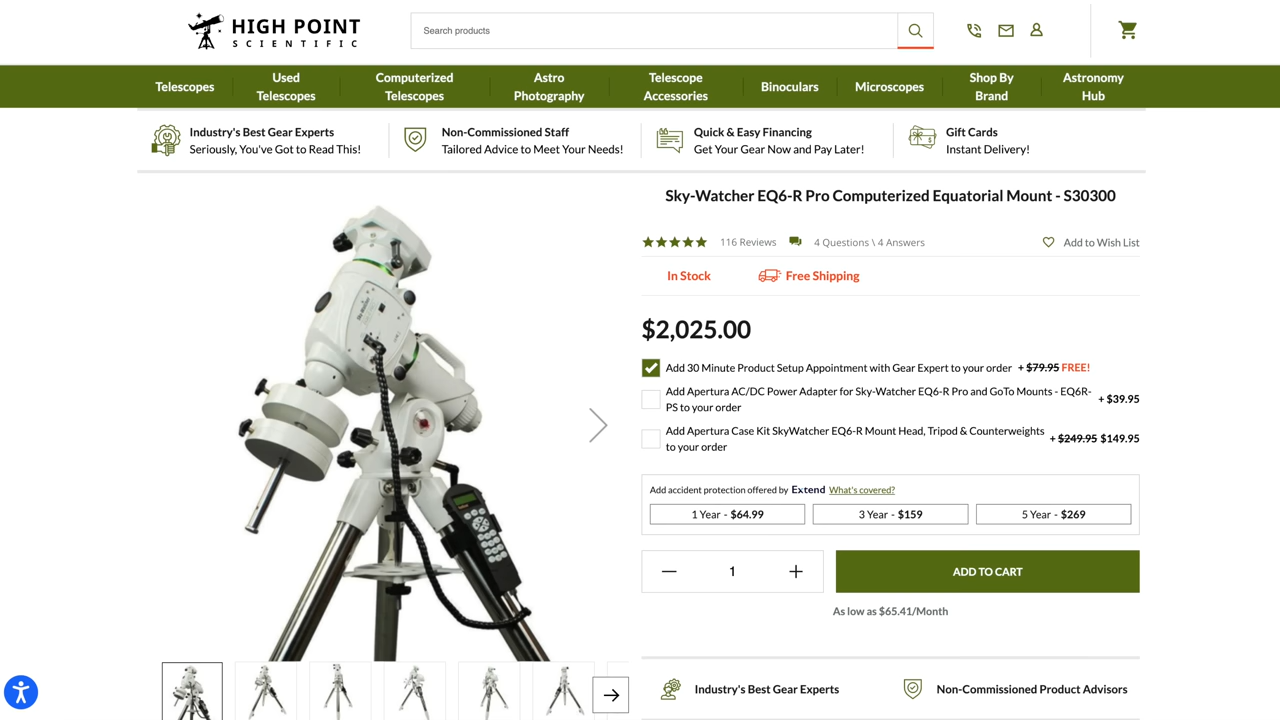 HIGH POINT
SCIENTIFIC
Search products
Telescopes
Used
Telescopes
Computerized
Telescopes
Astro
Photography
Telescope
Accessories
Binoculars
Microscopes
Shop By
Brand
Astronomy
Hub
Industry's Best Gear Experts
Seriously, You've Got to Read This!
Non-Commissioned Staff
Tailored Advice to Meet Your Needs!
Quick & Easy Financing
Get Your Gear Now and Pay Later!
Gift Cards
Instant Delivery!
Sky-Watcher EQ6-R Pro Computerized Equatorial Mount - S30300
116 Reviews
4 Questions \ 4 Answers
Add to Wish List
In Stock
Free Shipping
$2,025.00
Add 30 Minute Product Setup Appointment with Gear Expert to your order + $79.95 FREE!
Add Apertura AC/DC Power Adapter for Sky-Watcher EQ6-R Pro and GoTo Mounts - EQ6R-
PS to your order
+ $39.95
Add Apertura Case Kit SkyWatcher EQ6-R Mount Head, Tripod & Counterweights
to your order
+ $249.95 $149.95
Add accident protection offered by Extend What's covered?
1 Year - $64.99
3 Year - $159
5 Year - $269
1
ADD TO CART
As low as $65.41/Month
Industry's Best Gear Experts
Non-Commissioned Product Advisors